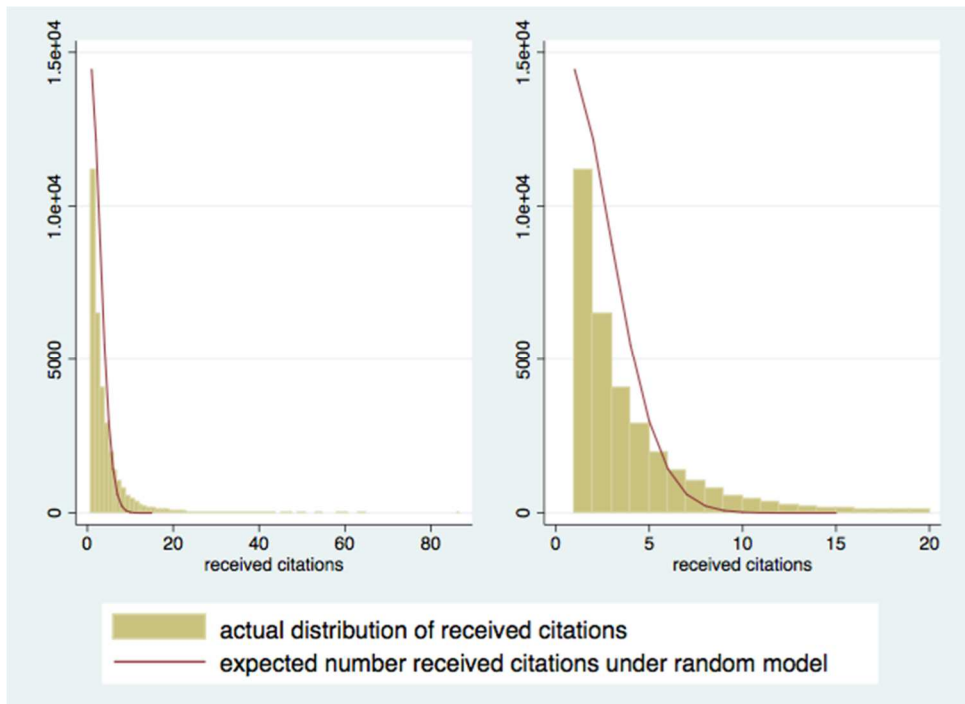 1.5e+04
1.0e+04
5000
0
0 20 40 60 80
received citations
1.5e+04
1.0e+04
5000
0
0 5 10 15 20
received citations
actual distribution of received citations
expected number received citations under random model